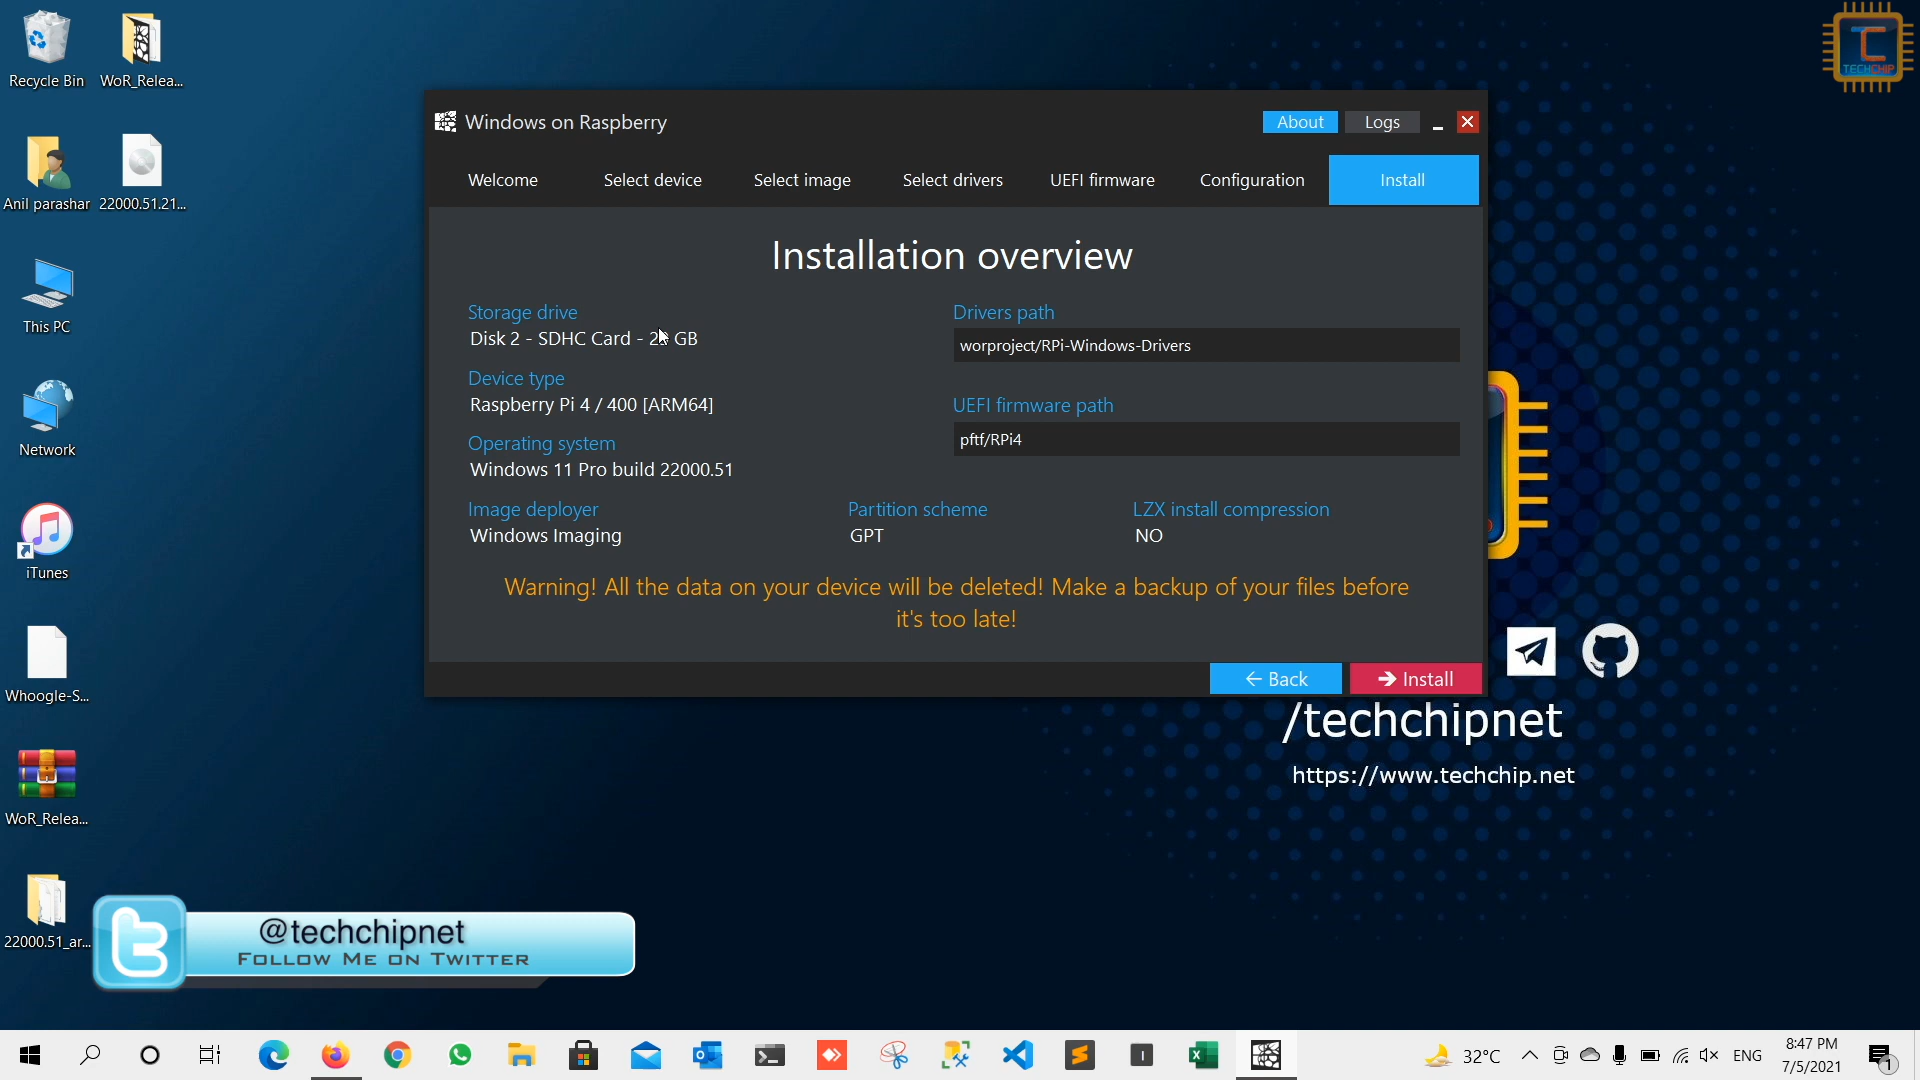 Recycle Bin
WoR_Relea...
TECHCHIP
Windows on Raspberry
About
Logs
Welcome
Select device
Select image
Select drivers
UEFI firmware
Configuration
Install
Anil parashar
22000.51.21...
Installation overview
Storage drive
Disk 2 - SDHC Card - GB
Drivers path
worproject/RPi-Windows-Drivers
Device type
Raspberry Pi 4 / 400 [ARM64]
UEFI firmware path
pftf/RPi4
Operating system
Windows 11 Pro build 22000.51
Image deployer
Windows Imaging
Partition scheme
GPT
LZX install compression
NO
Warning! All the data on your device will be deleted! Make a backup of your files before
it's too late!
← Back
→ Install
This PC
Network
iTunes
Whoogle-S...
WoR_Relea...
22000.51_ar...
/techchipnet
https://www.techchip.net
@techchipnet
FOLLOW ME ON TWITTER
32°C
ENG
8:47 PM
7/5/2021
1